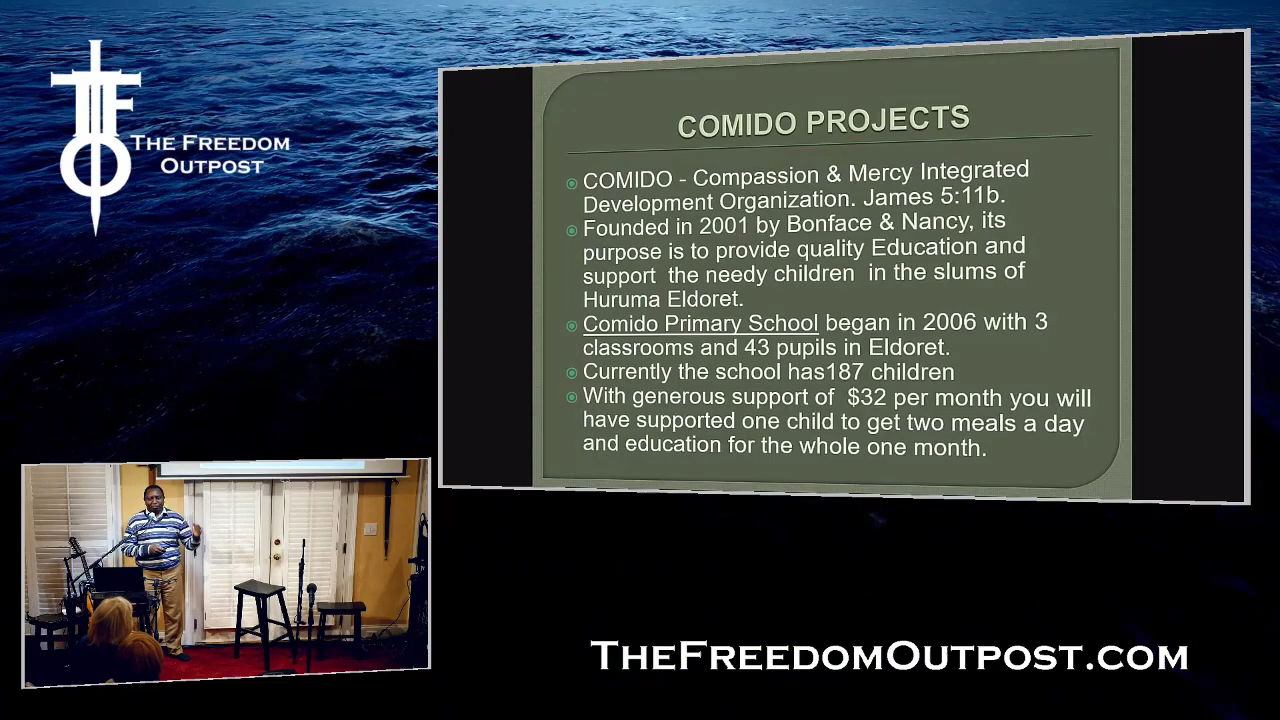 THE FREEDOM
OUTPOST
COMIDO PROJECTS
COMIDO - Compassion & Mercy Integrated
Development Organization. James 5:11b.
Founded in 2001 by Bonface & Nancy, its
purpose is to provide quality Education and
support the needy children in the slums of
Huruma Eldoret.
Comido Primary School began in 2006 with 3
classrooms and 43 pupils in Eldoret.
Currently the school has187 children
With generous support of $32 per month you will
have supported one child to get two meals a day
and education for the whole one month.
THEFREEDOMOUTPOST.COM